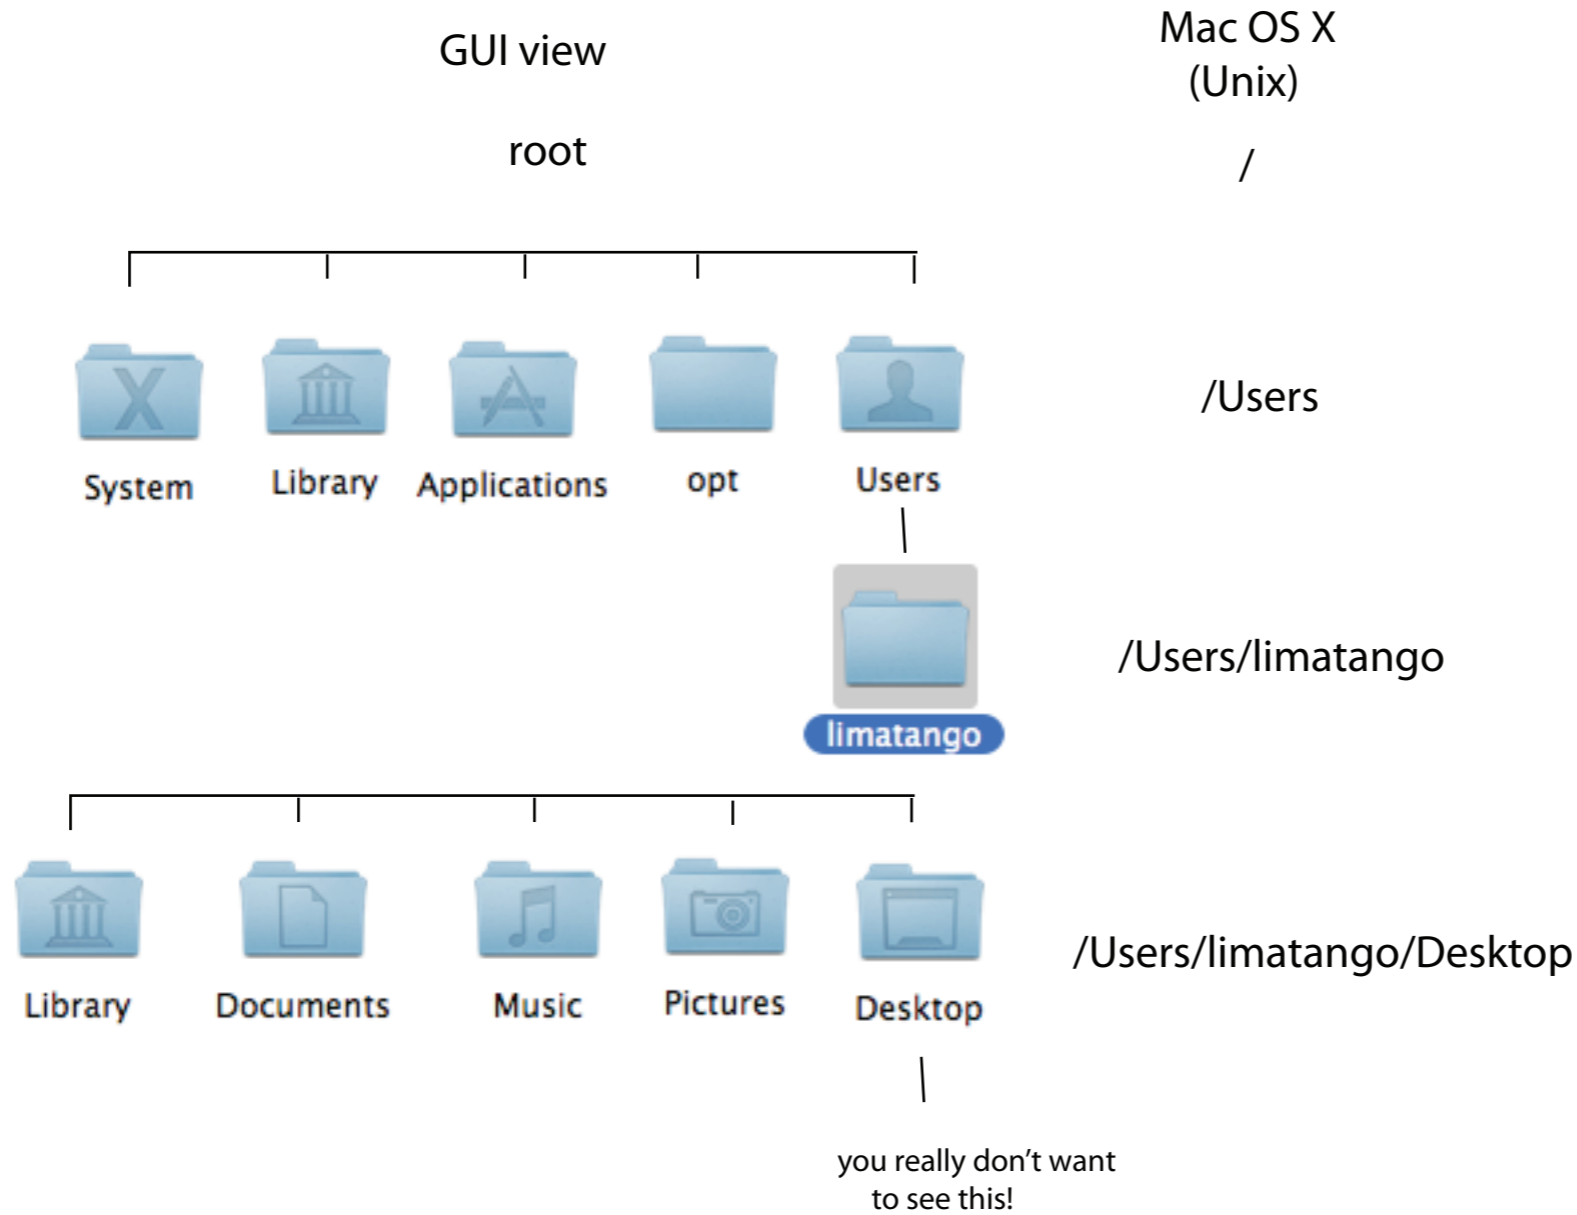 GUI view
Mac OS X
(Unix)
root
/
System
Library
Applications
opt
Users
/Users
limatango
/Users/limatango
Library
Documents
Music
Pictures
Desktop
/Users/limatango/Desktop
you really don't want
to see this!